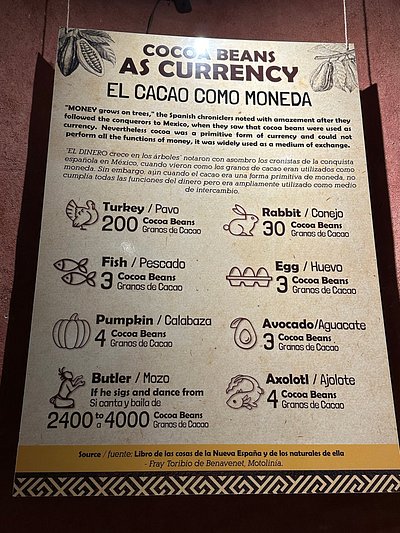 COCOA BEANS
AS CURRENCY
EL CACAO COMO MONEDA
"MONEY grows on trees," the Spanish chroniclers noted with amazement after they
followed the conquerors to Mexico, when they saw that cocoa beans were used as
currency. Nevertheless cocoa was a primitive form of currency and could not
perform all the functions of money, it was widely used as a medium of exchange.
"EL DINERO crece en los árboles" notaron con asombro los cronistas de la conquista
española en México, cuando vieron como los granos de cacao eran utilizados como
moneda. Sin embargo, aún cuando el cacao era una forma primitiva de moneda, no
cumplía todas las funciones del dinero pero era ampliamente utilizado como medio
de intercambio.
Turkey / Pavo
200 Cocoa Beans
Granos de Cacao
Rabbit / Conejo
30 Cocoa Beans
Granos de Cacao
Fish / Pescado
3 Cocoa Beans
Granos de Cacao
Egg / Huevo
3 Cocoa Beans
Granos de Cacao
Pumpkin / Calabaza
4 Cocoa Beans
Granos de Cacao
Avocado/Aguacate
3 Cocoa Beans
Granos de Cacao
Butler / Mozo
If he sigs and dance from
Si canta y baila de
2400 to a 4000 Cocoa Beans
Granos de Cacao
Axolotl / Ajolote
4 Cocoa Beans
Granos de Cacao
Source / fuente: Libro de las cosas de la Nueva España y de los naturales de ella
- Fray Toribio de Benavenet, Motolinía.